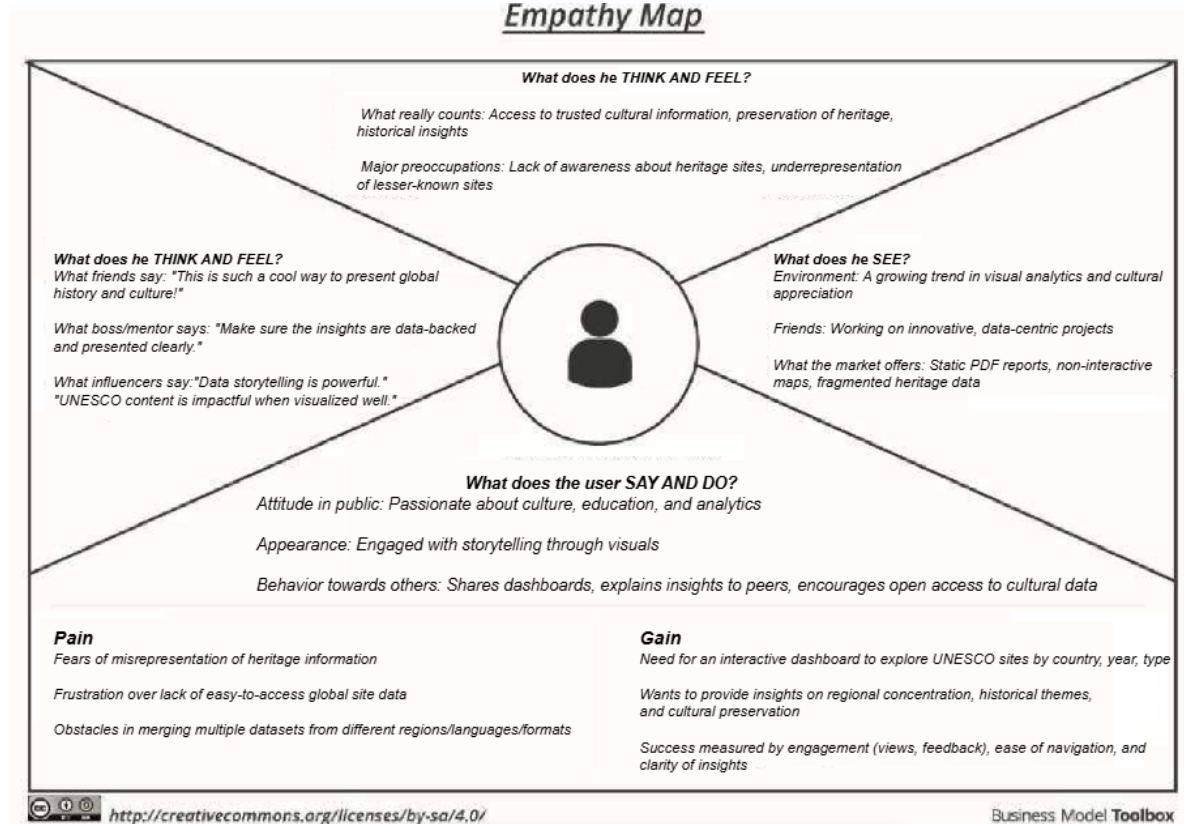 Empathy Map
What does he THINK AND FEEL?
What really counts: Access to trusted cultural information, preservation of heritage,
historical insights
Major preoccupations: Lack of awareness about heritage sites, underrepresentation
of lesser-known sites
What does he THINK AND FEEL?
What friends say: "This is such a cool way to present global
history and culture!"
What boss/mentor says: "Make sure the insights are data-backed
and presented clearly."
What influencers say:"Data storytelling is powerful."
"UNESCO content is impactful when visualized well."
What does he SEE?
Environment: A growing trend in visual analytics and cultural
appreciation
Friends: Working on innovative, data-centric projects
What the market offers: Static PDF reports, non-interactive
maps, fragmented heritage data
What does the user SAY AND DO?
Attitude in public: Passionate about culture, education, and analytics
Appearance: Engaged with storytelling through visuals
Behavior towards others: Shares dashboards, explains insights to peers, encourages open access to cultural data
Pain
Fears of misrepresentation of heritage information
Frustration over lack of easy-to-access global site data
Obstacles in merging multiple datasets from different regions/languages/formats
Gain
Need for an interactive dashboard to explore UNESCO sites by country, year, type
Wants to provide insights on regional concentration, historical themes,
and cultural preservation
Success measured by engagement (views, feedback), ease of navigation, and
clarity of insights
http://creativecommons.org/licenses/by-sa/4.0/
Business Model Toolbox